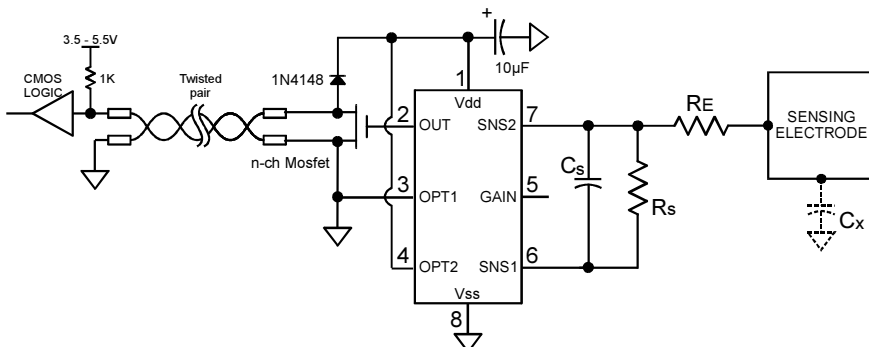 3.5 - 5.5V
CMOS
LOGIC
1K
Twisted
pair
1N4148
n-ch Mosfet
+
10µF
1
Vdd
2
OUT
SNS2
7
3
OPT1
GAIN
5
4
OPT2
SNS1
6
Vss
8
RE
Cs
Rs
SENSING
ELECTRODE
Cx